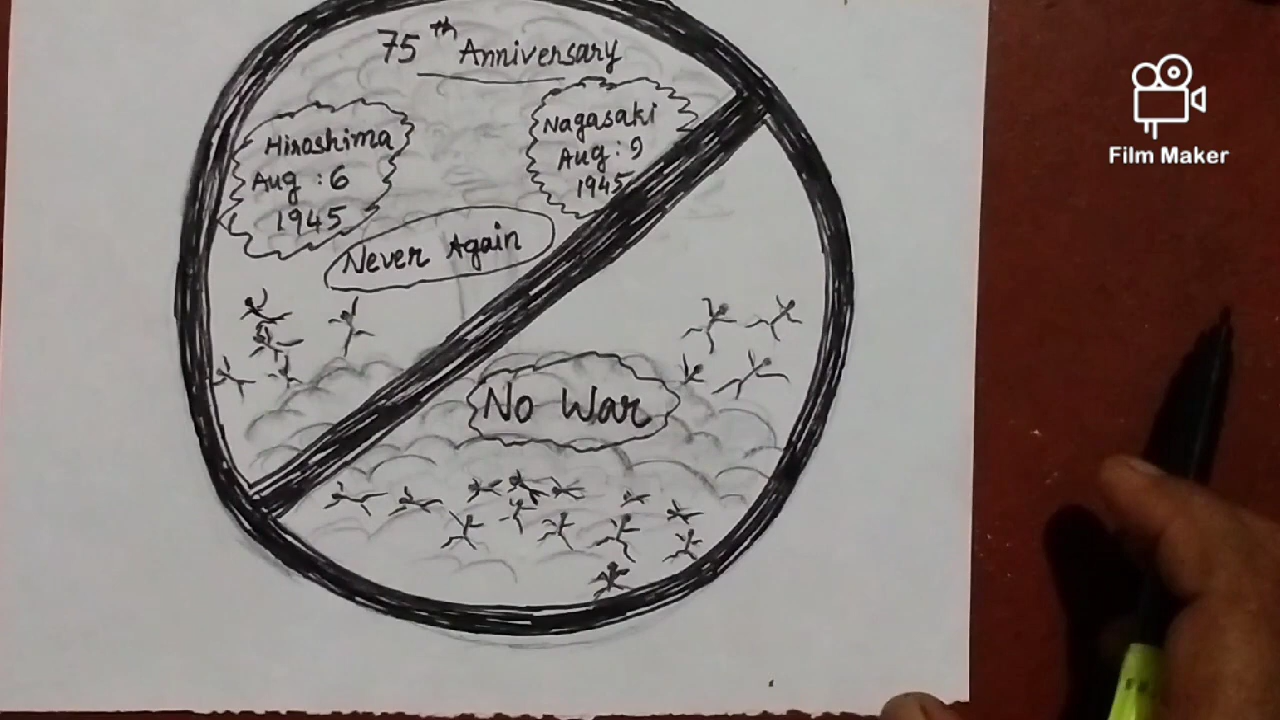 75th Anniversary
Hiroshima
Aug : 6
1945
Nagasaki
Aug : 9
1945
Never Again
No War
Film Maker